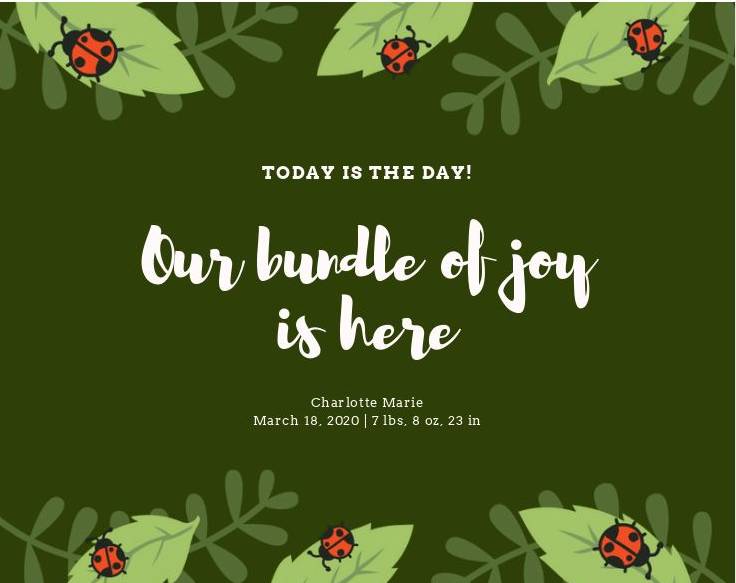 TODAY IS THE DAY!
Our bundle of joy
is here
Charlotte Marie
March 18, 2020 | 7 lbs, 8 oz, 23 in